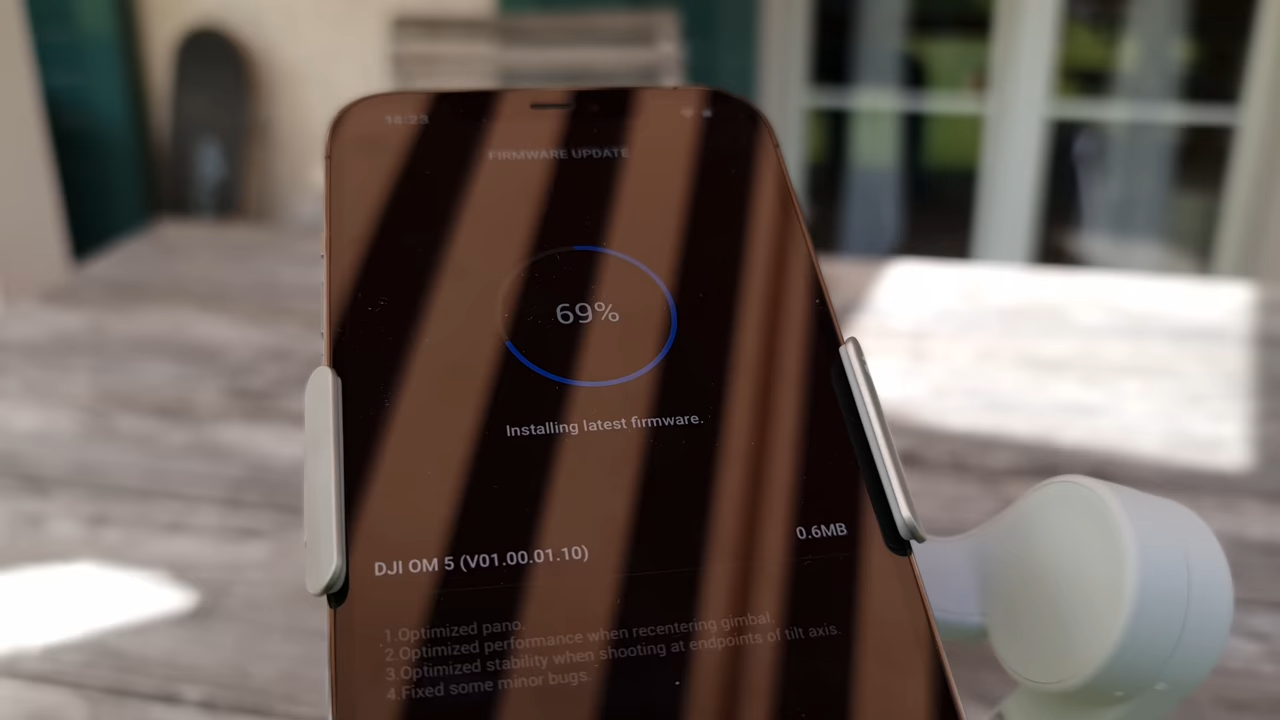 18:23
FIRMWARE UPDATE
69%
Installing latest firmware.
DJI OM 5 (V01.00.01.10) 0.6MB
1.Optimized pano.
2.Optimized performance when recentering gimbal.
3.Optimized stability when shooting at endpoints of tilt axis.
4.Fixed some minor bugs.